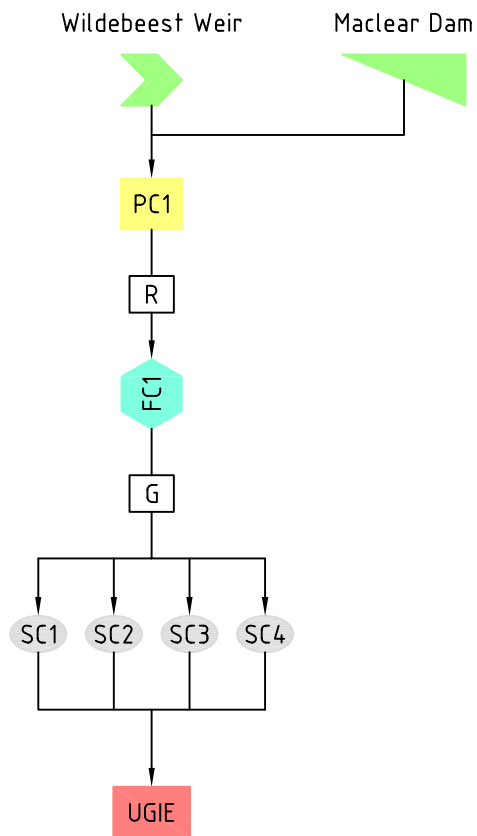 Wildebeest Weir
Maclear Dam
PC1
R
FC1
G
SC1 SC2 SC3 SC4
UGIE